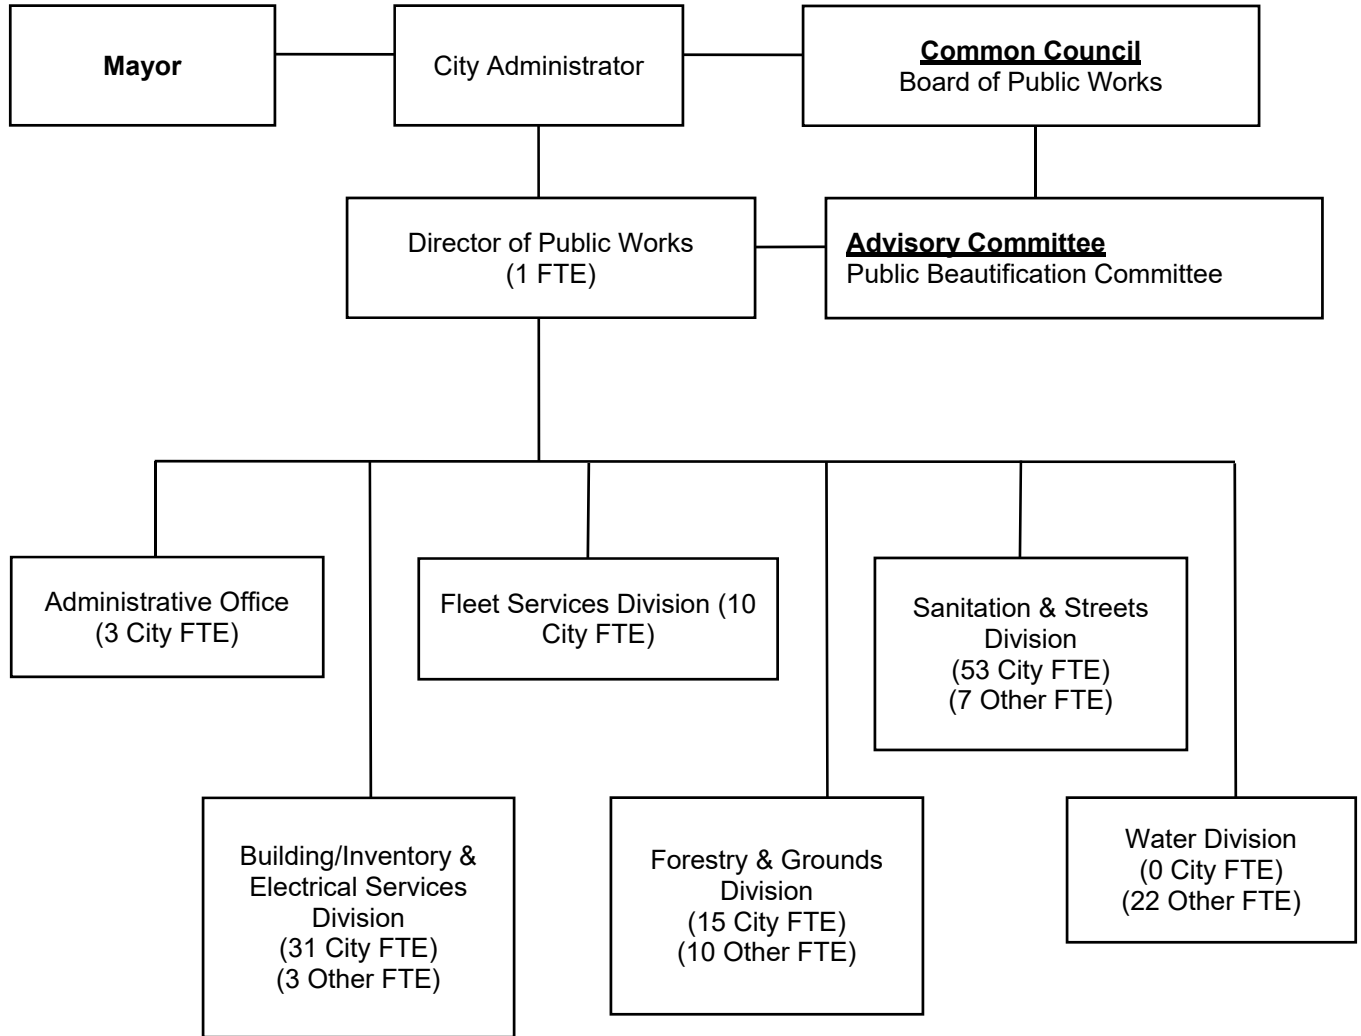 Mayor
City Administrator
Common Council
Board of Public Works
Director of Public Works
(1 FTE)
Advisory Committee
Public Beautification Committee
Administrative Office
(3 City FTE)
Fleet Services Division (10
City FTE)
Sanitation & Streets
Division
(53 City FTE)
(7 Other FTE)
Building/Inventory &
Electrical Services
Division
(31 City FTE)
(3 Other FTE)
Forestry & Grounds
Division
(15 City FTE)
(10 Other FTE)
Water Division
(0 City FTE)
(22 Other FTE)